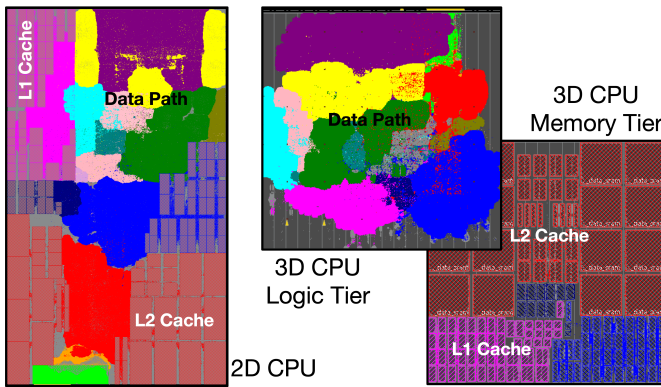 L1 Cache
Data Path
L2 Cache
2D CPU
Data Path
3D CPU
Logic Tier
3D CPU
Memory Tier
L2 Cache
L1 Cache